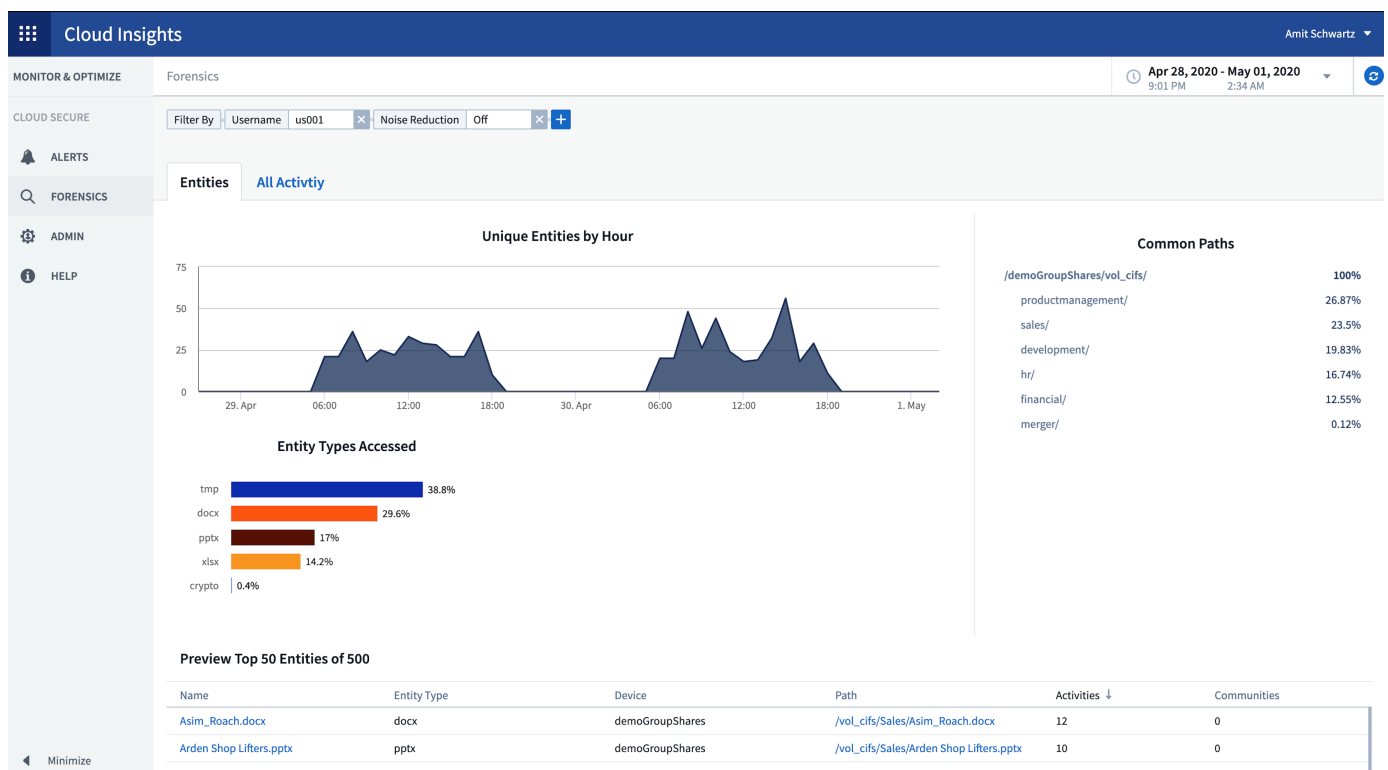 Cloud Insights
Amit Schwartz
MONITOR & OPTIMIZE
Forensics
Apr 28, 2020 - May 01, 2020
9:01 PM 2:34 AM
CLOUD SECURE
Filter By Username us001 Noise Reduction Off
ALERTS
FORENSICS
ADMIN
HELP
Entities All Activtiy
Unique Entities by Hour
75
50
25
0
29. Apr 06:00 12:00 18:00 30. Apr 06:00 12:00 18:00 1. May
Common Paths
/demoGroupShares/vol_cifs/ 100%
productmanagement/ 26.87%
sales/ 23.5%
development/ 19.83%
hr/ 16.74%
financial/ 12.55%
merger/ 0.12%
Entity Types Accessed
tmp 38.8%
docx 29.6%
pptx 17%
xlsx 14.2%
crypto 0.4%
Preview Top 50 Entities of 500
Name Entity Type Device Path Activities ↓ Communities
Asim_Roach.docx docx demoGroupShares /vol_cifs/Sales/Asim_Roach.docx 12 0
Arden Shop Lifters.pptx pptx demoGroupShares /vol_cifs/Sales/Arden Shop Lifters.pptx 10 0
Minimize